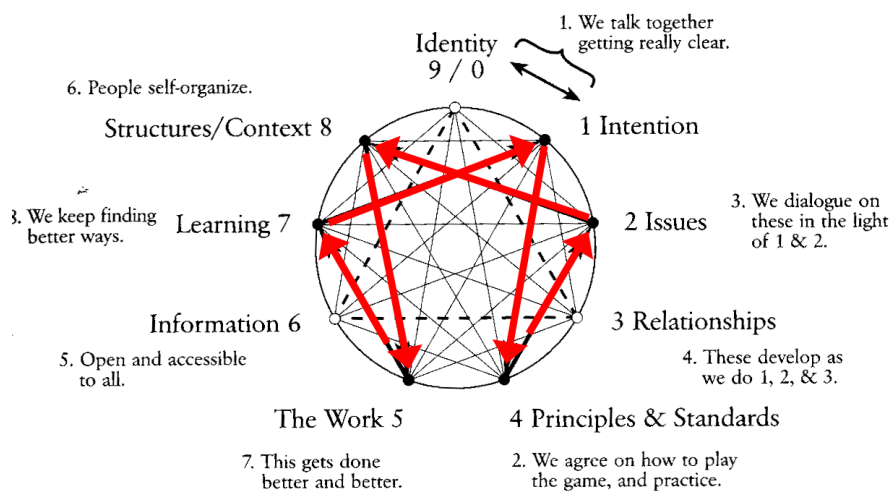 1. We talk together
getting really clear.
Identity
9 / 0
6. People self-organize.
Structures/Context 8
1 Intention
8. We keep finding
better ways.
Learning 7
2 Issues
3. We dialogue on
these in the light
of 1 & 2.
Information 6
3 Relationships
5. Open and accessible
to all.
4. These develop as
we do 1, 2, & 3.
The Work 5
4 Principles & Standards
7. This gets done
better and better.
2. We agree on how to play
the game, and practice.